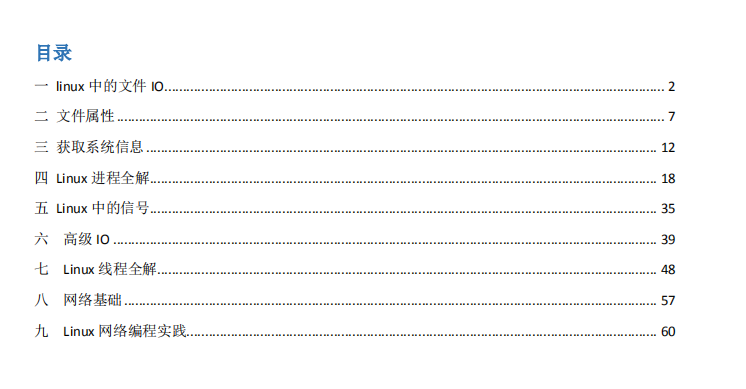 目录
一 linux 中的文件 IO........................................................................................................................ 2
二 文件属性........................................................................................................................ 7
三 获取系统信息........................................................................................................................ 12
四 Linux 进程全解........................................................................................................................ 18
五 Linux 中的信号........................................................................................................................ 35
六 高级 IO........................................................................................................................ 39
七 Linux 线程全解........................................................................................................................ 48
八 网络基础........................................................................................................................ 57
九 Linux 网络编程实践........................................................................................................................ 60